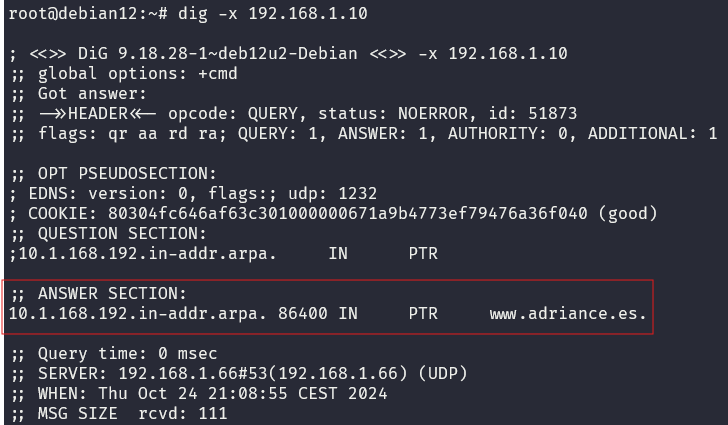 root@debian12:~# dig -x 192.168.1.10
; <<>> DiG 9.18.28-1~deb12u2-Debian <<>> -x 192.168.1.10
;; global options: +cmd
;; Got answer:
;; ->>HEADER<<- opcode: QUERY, status: NOERROR, id: 51873
;; flags: qr aa rd ra; QUERY: 1, ANSWER: 1, AUTHORITY: 0, ADDITIONAL: 1
;; OPT PSEUDOSECTION:
; EDNS: version: 0, flags:; udp: 1232
; COOKIE: 80304fc646af63c301000000671a9b4773ef79476a36f040 (good)
;; QUESTION SECTION:
;10.1.168.192.in-addr.arpa. IN PTR
;; ANSWER SECTION:
10.1.168.192.in-addr.arpa. 86400 IN PTR www.adriance.es.
;; Query time: 0 msec
;; SERVER: 192.168.1.66#53(192.168.1.66) (UDP)
;; WHEN: Thu Oct 24 21:08:55 CEST 2024
;; MSG SIZE rcvd: 111